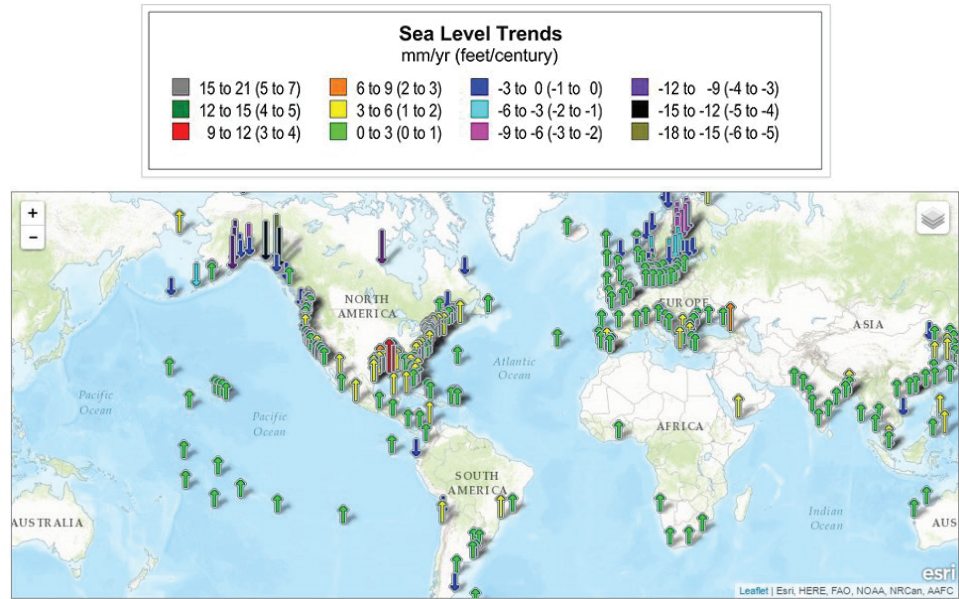 Sea Level Trends
mm/yr (feet/century)
15 to 21 (5 to 7)
12 to 15 (4 to 5)
9 to 12 (3 to 4)
6 to 9 (2 to 3)
3 to 6 (1 to 2)
0 to 3 (0 to 1)
-3 to 0 (-1 to 0)
-6 to -3 (-2 to -1)
-9 to -6 (-3 to -2)
-12 to -9 (-4 to -3)
-15 to -12 (-5 to -4)
-18 to -15 (-6 to -5)
+
−
NORTH
AMERICA
EUROPE
ASIA
Atlantic
Ocean
Pacific
Ocean
Pacific
Ocean
AFRICA
SOUTH
AMERICA
Indian
Ocean
AUSTRALIA
AUS
esri
Leaflet | Esri, HERE, FAO, NOAA, NRCan, AAFC